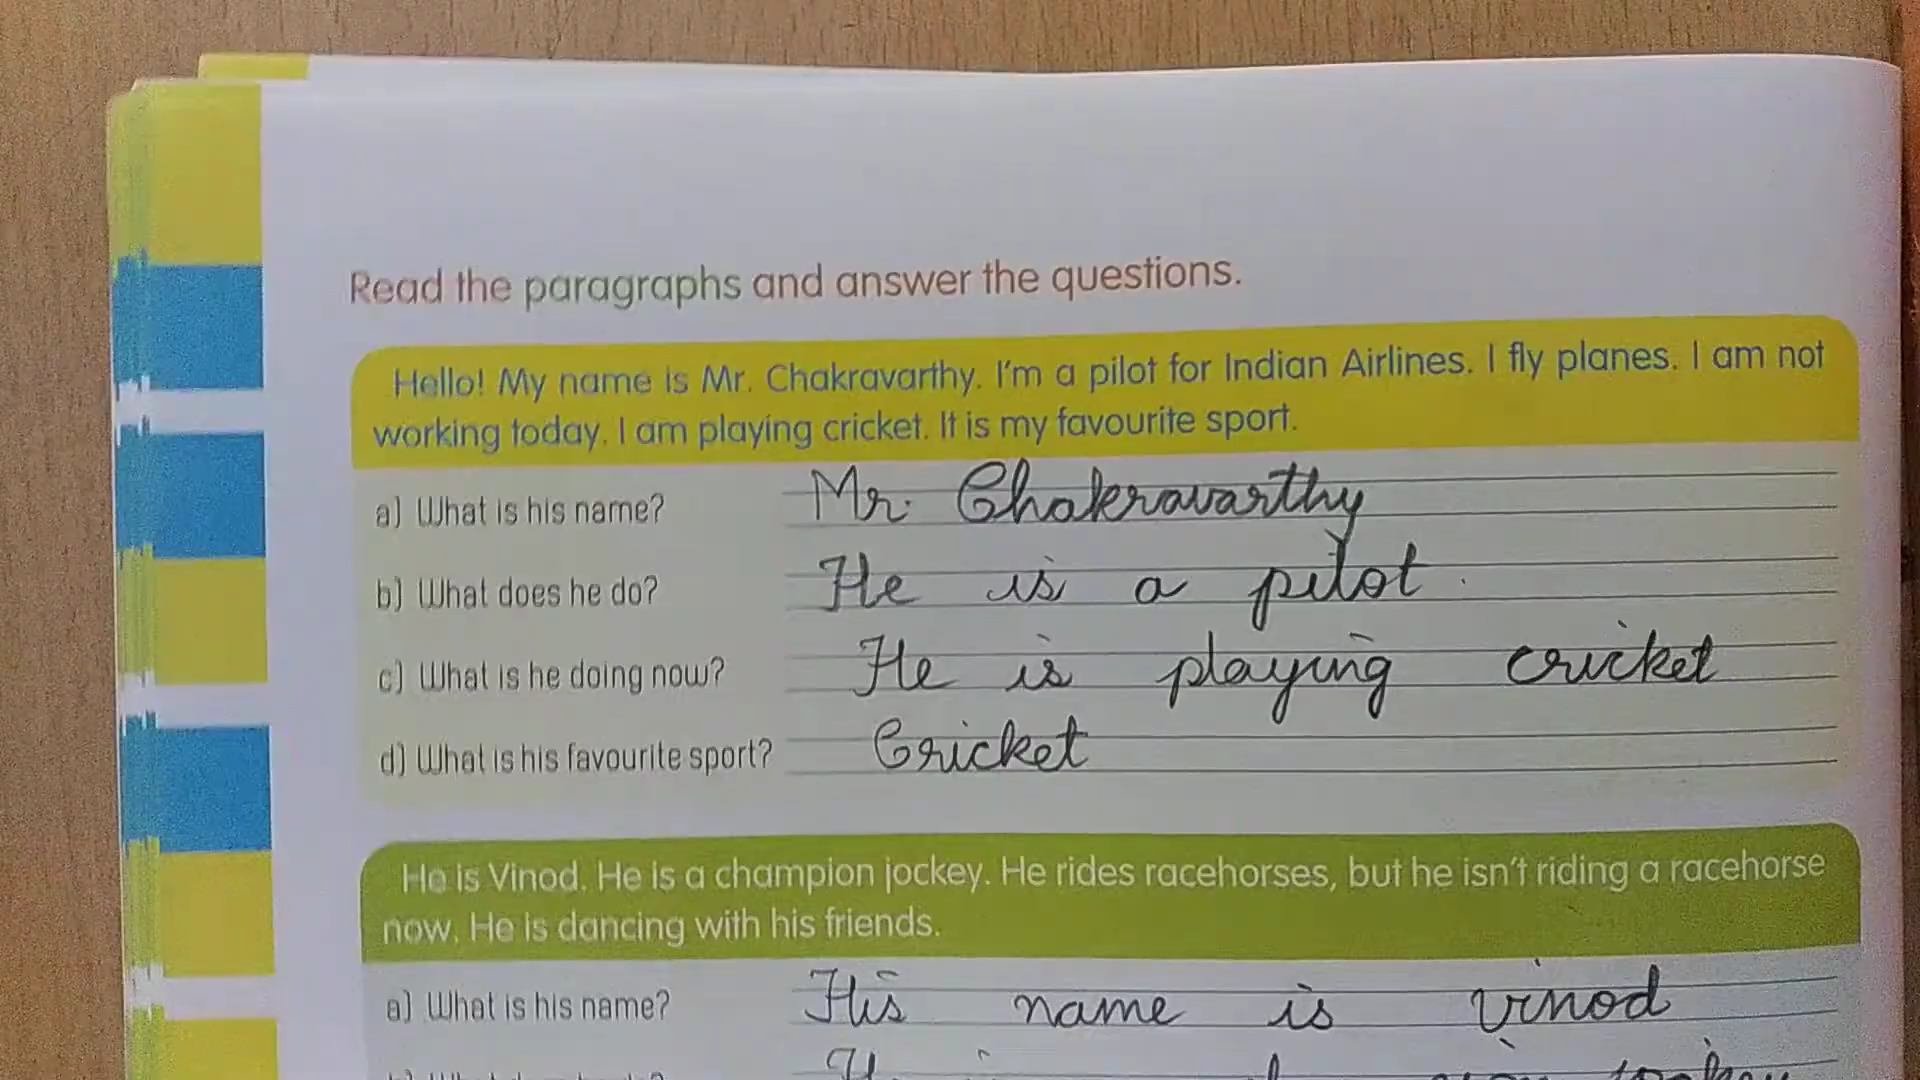 Read the paragraphs and answer the questions.
Hello! My name is Mr. Chakravarthy. I'm a pilot for Indian Airlines. I fly planes. I am not
working today. I am playing cricket. It is my favourite sport.
a) What is his name? Mr. Chakravarthy
b) What does he do? He is a pilot.
c) What is he doing now? He is playing cricket
d) What is his favourite sport? Cricket
He is Vinod. He is a champion jockey. He rides racehorses, but he isn't riding a racehorse
now. He is dancing with his friends.
a) What is his name? His name is vinod